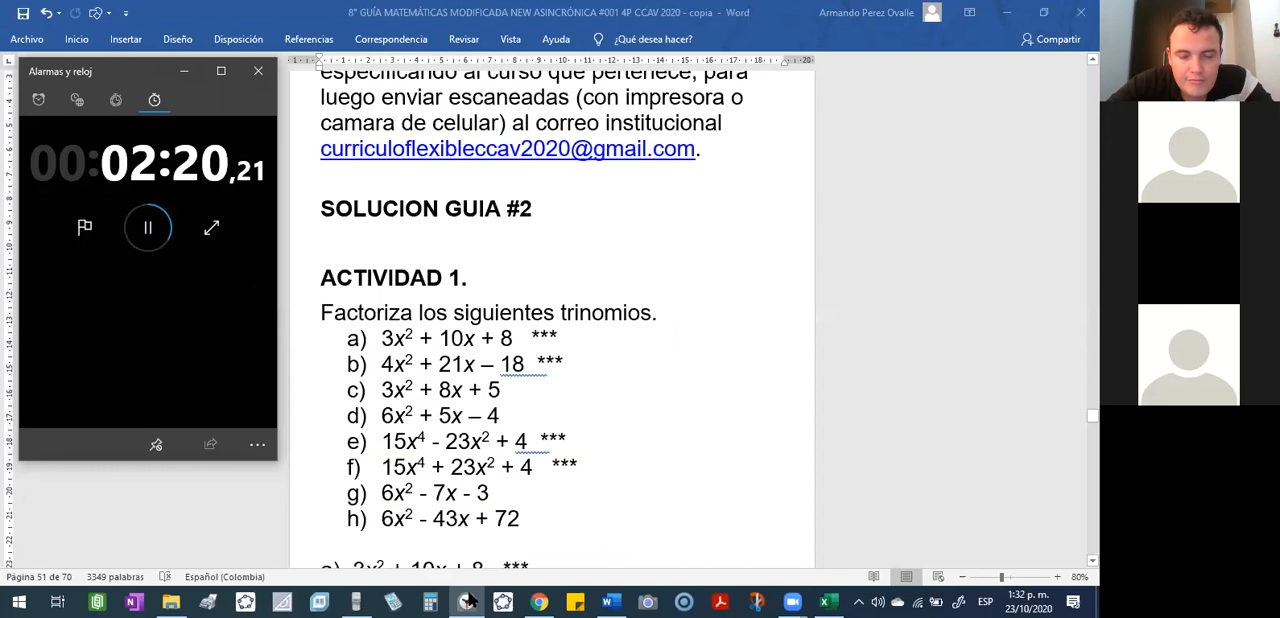 8° GUÍA MATEMÁTICAS MODIFICADA NEW ASINCRÓNICA #001 4P CCAV 2020 - copia - Word
Armando Perez Ovalle
Archivo Inicio Insertar Diseño Disposición Referencias Correspondencia Revisar Vista Ayuda ¿Qué desea hacer? Compartir
Alarmas y reloj
00:02:20,21
especificando al curso que pertenece, para
luego enviar escaneadas (con impresora o
camara de celular) al correo institucional
curriculoflexibleccav2020@gmail.com.
SOLUCION GUIA #2
ACTIVIDAD 1.
Factoriza los siguientes trinomios.
a) 3x² + 10x + 8 ***
b) 4x² + 21x – 18 ***
c) 3x² + 8x + 5
d) 6x² + 5x – 4
e) 15x⁴ - 23x² + 4 ***
f) 15x⁴ + 23x² + 4 ***
g) 6x² - 7x - 3
h) 6x² - 43x + 72
a) 3x² + 10x + 8 ***
Página 51 de 70 3349 palabras Español (Colombia) 80%
ESP
1:32 p. m.
23/10/2020